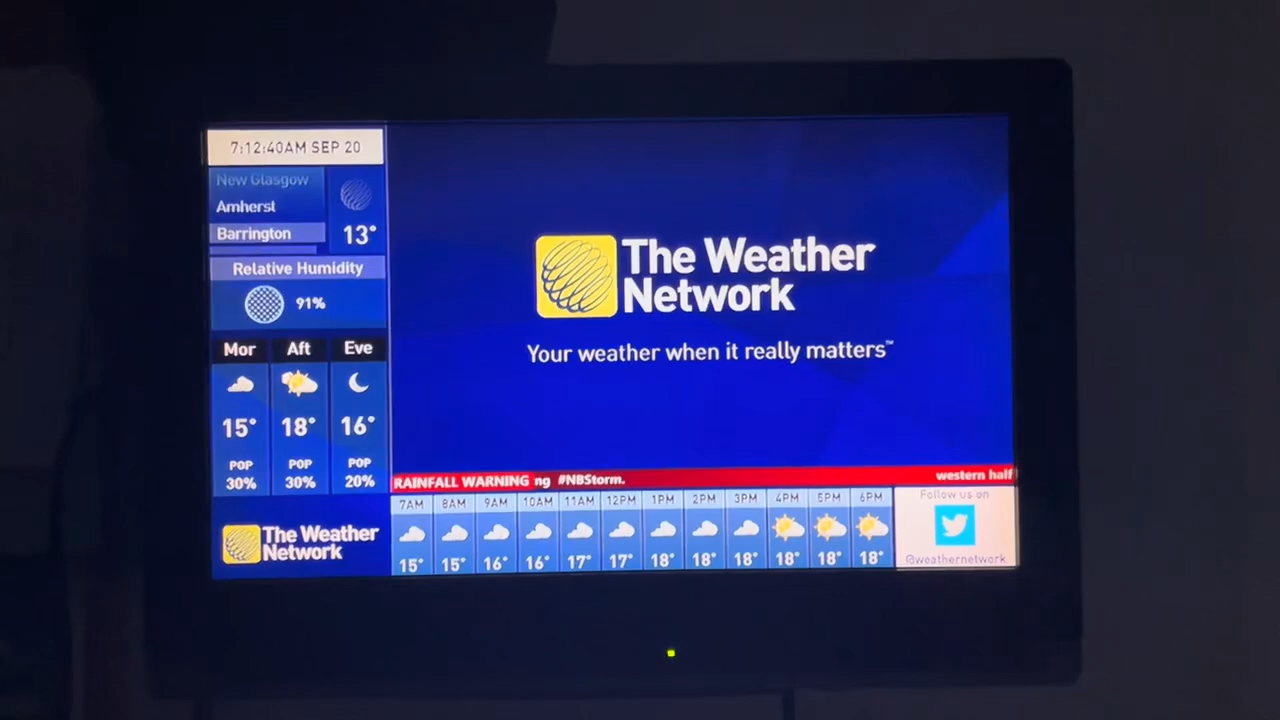 7:12:40AM SEP 20
New Glasgow
Amherst
Barrington
13°
Relative Humidity
91%
Mor Aft Eve
15° 18° 16°
POP POP POP
30% 30% 20%
The Weather
Network
The Weather
Network
Your weather when it really matters™
RAINFALL WARNING ng #NBStorm. western half
7AM 8AM 9AM 10AM 11AM 12PM 1PM 2PM 3PM 4PM 5PM 6PM
15° 15° 16° 16° 17° 17° 18° 18° 18° 18° 18° 18°
Follow us on
@weathernetwork